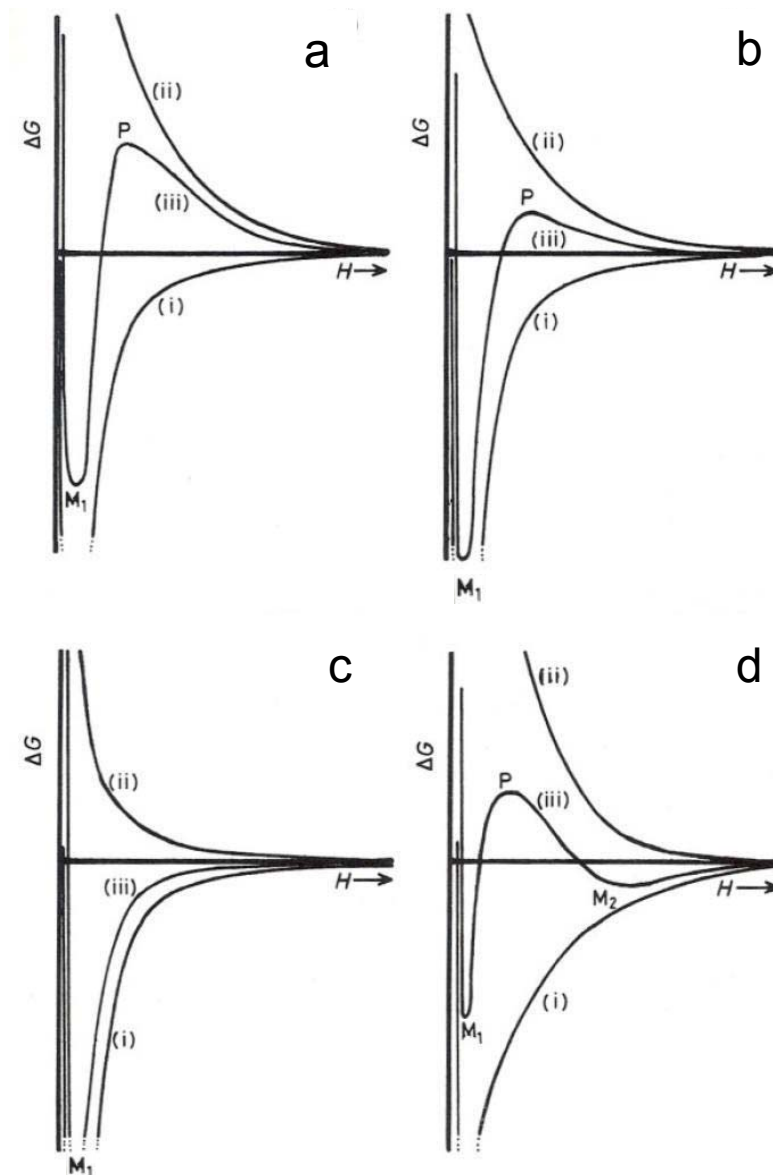 a
(ii)
ΔG
P
(iii)
H→
(i)
M₁
b
(ii)
ΔG
P
(iii)
H→
(i)
M₁
c
ΔG
(ii)
(iii)
H→
(i)
M₁
d
(ii)
ΔG
P
(iii)
M₂
H→
(i)
M₁